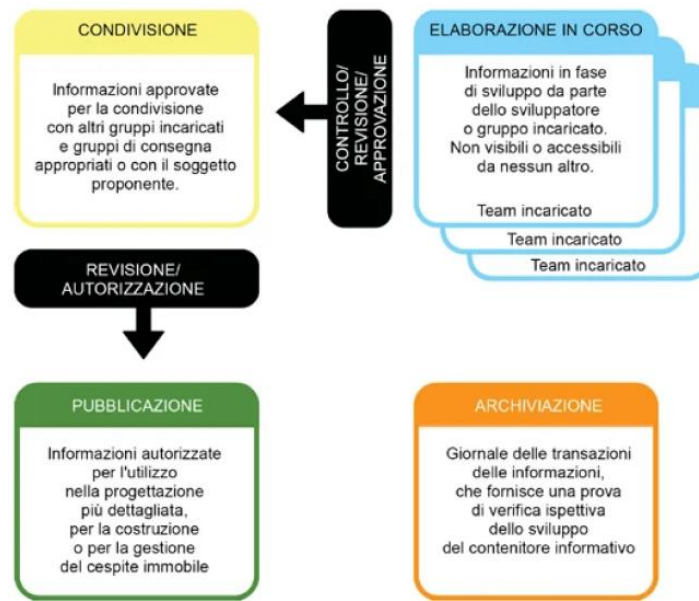 CONDIVISIONE
Informazioni approvate
per la condivisione
con altri gruppi incaricati
e gruppi di consegna
appropriati o con il soggetto
proponente.
CONTROLLO/
REVISIONE/
APPROVAZIONE
ELABORAZIONE IN CORSO
Informazioni in fase
di sviluppo da parte
dello sviluppatore
o gruppo incaricato.
Non visibili o accessibili
da nessun altro.
Team incaricato
Team incaricato
Team incaricato
REVISIONE/
AUTORIZZAZIONE
PUBBLICAZIONE
Informazioni autorizzate
per l'utilizzo
nella progettazione
più dettagliata,
per la costruzione
o per la gestione
del cespite immobile
ARCHIVIAZIONE
Giornale delle transazioni
delle informazioni,
che fornisce una prova
di verifica ispettiva
dello sviluppo
del contenitore informativo